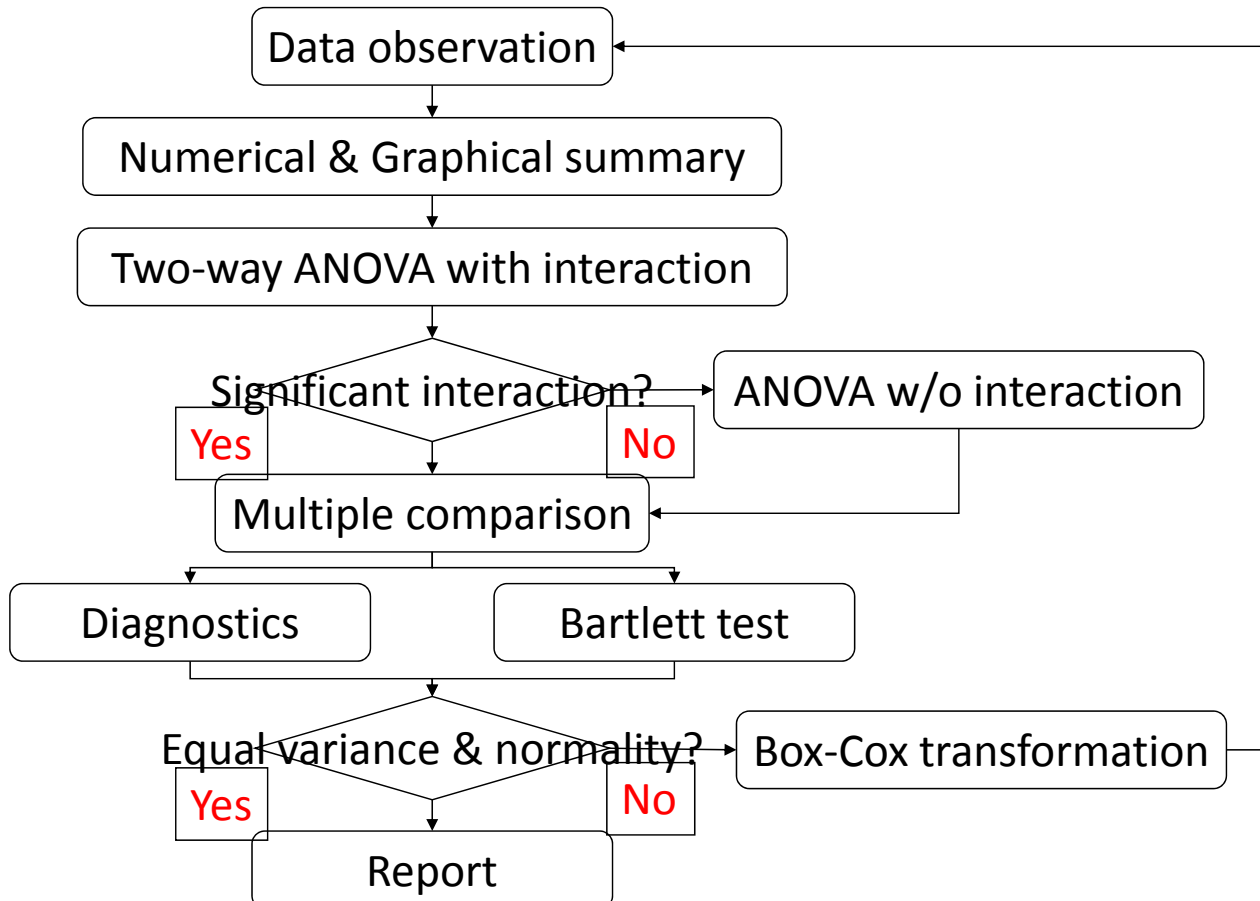 Data observation
Numerical & Graphical summary
Two-way ANOVA with interaction
Significant interaction?
ANOVA w/o interaction
Yes
No
Multiple comparison
Diagnostics
Bartlett test
Equal variance & normality?
Box-Cox transformation
Yes
No
Report